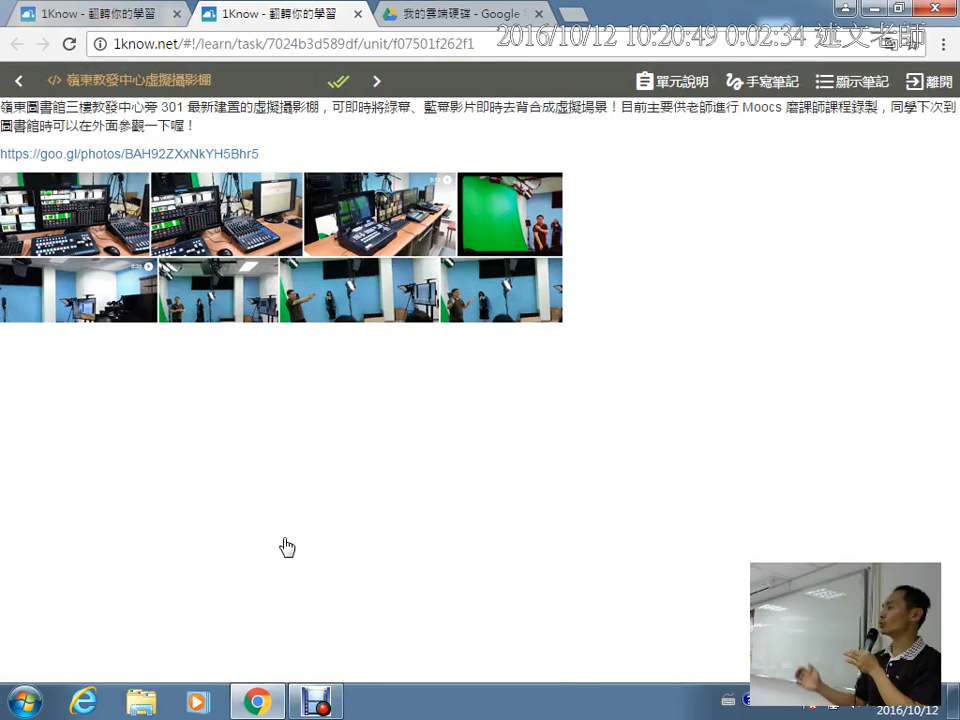 1Know - 翻轉你的學習
1Know - 翻轉你的學習
我的雲端硬碟 - Google
1know.net/#!/learn/task/7024b3d589df/unit/f07501f262f1
2016/10/12 10:20:49 0:02:34 述文老師
嶺東教發中心虛擬攝影棚
單元說明
手寫筆記
顯示筆記
離開
嶺東圖書館三樓教發中心旁 301 最新建置的虛擬攝影棚，可即時將綠幕、藍幕影片即時去背合成虛擬場景！目前主要供老師進行 Moocs 磨課師課程錄製，同學下次到
圖書館時可以在外面參觀一下喔！
https://goo.gl/photos/BAH92ZXxNkYH5Bhr5
2016/10/12